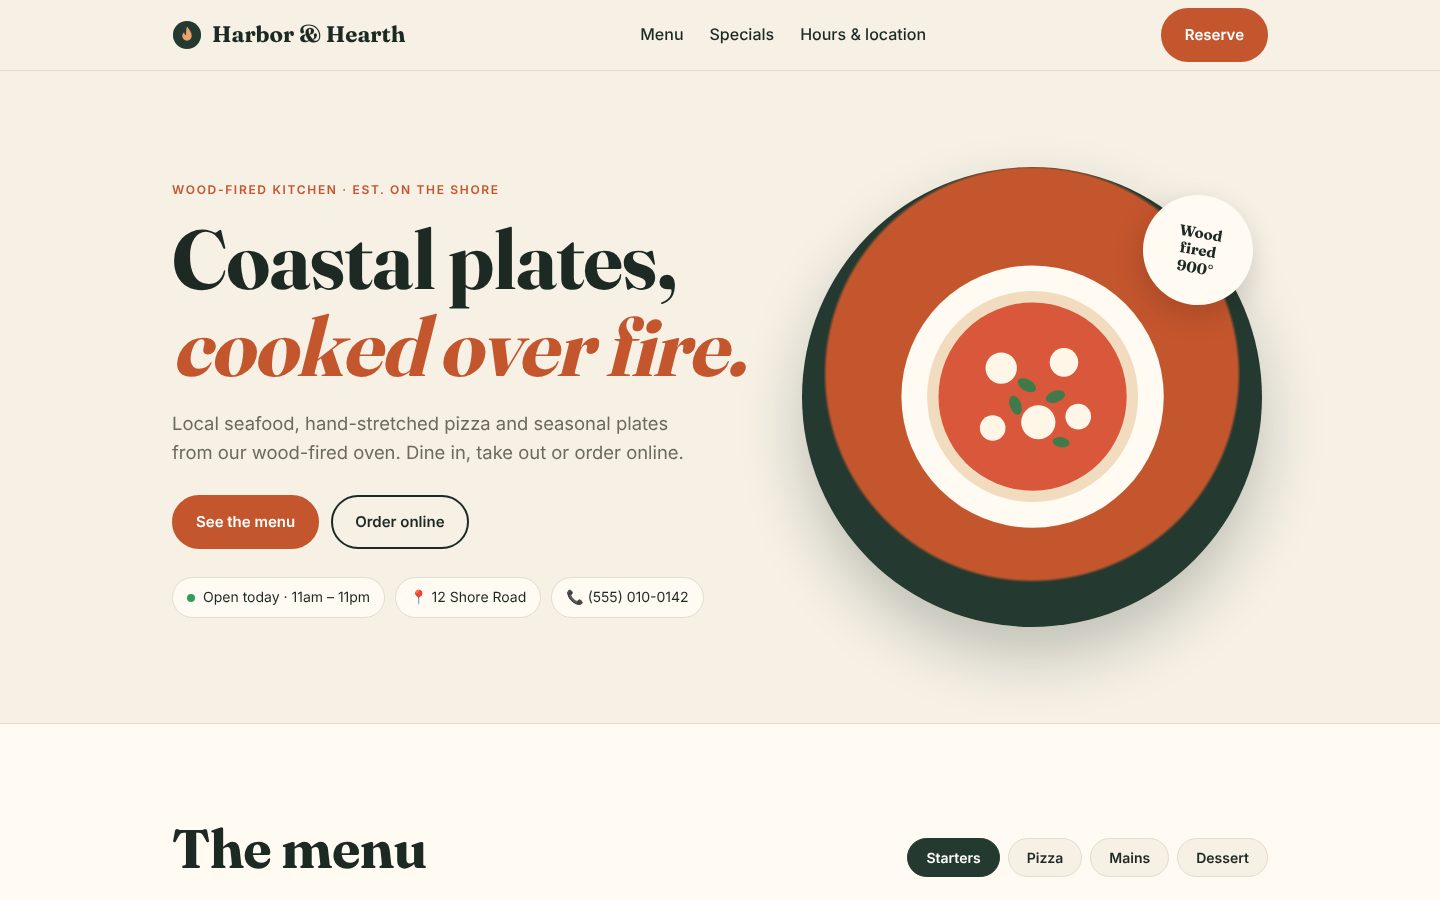 Harbor & Hearth
Menu
Specials
Hours & location
Reserve
WOOD-FIRED KITCHEN · EST. ON THE SHORE
Coastal plates,
cooked over fire.
Local seafood, hand-stretched pizza and seasonal plates
from our wood-fired oven. Dine in, take out or order online.
See the menu
Order online
Open today · 11am – 11pm
12 Shore Road
(555) 010-0142
Wood
fired
900°
The menu
Starters
Pizza
Mains
Dessert